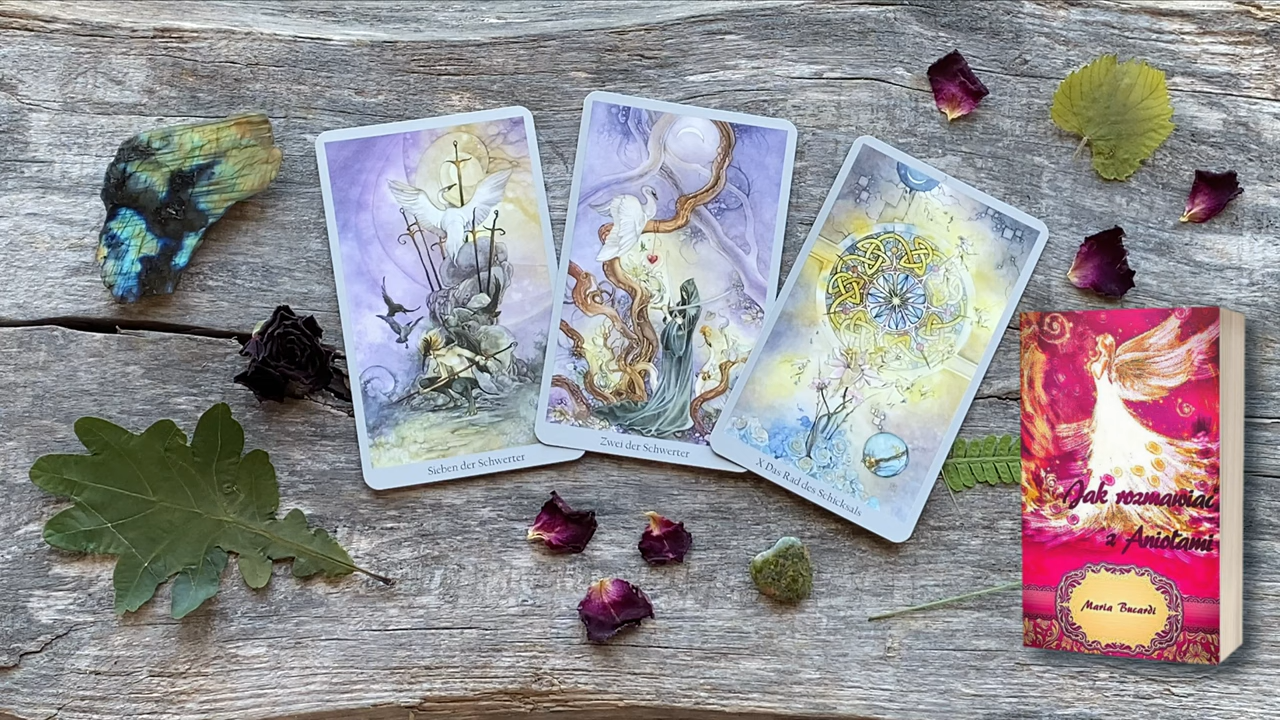 Sieben der Schwerter
Zwei der Schwerter
X Das Rad des Schicksals
Jak rozmawiać
z Aniołami
Maria Bucardi